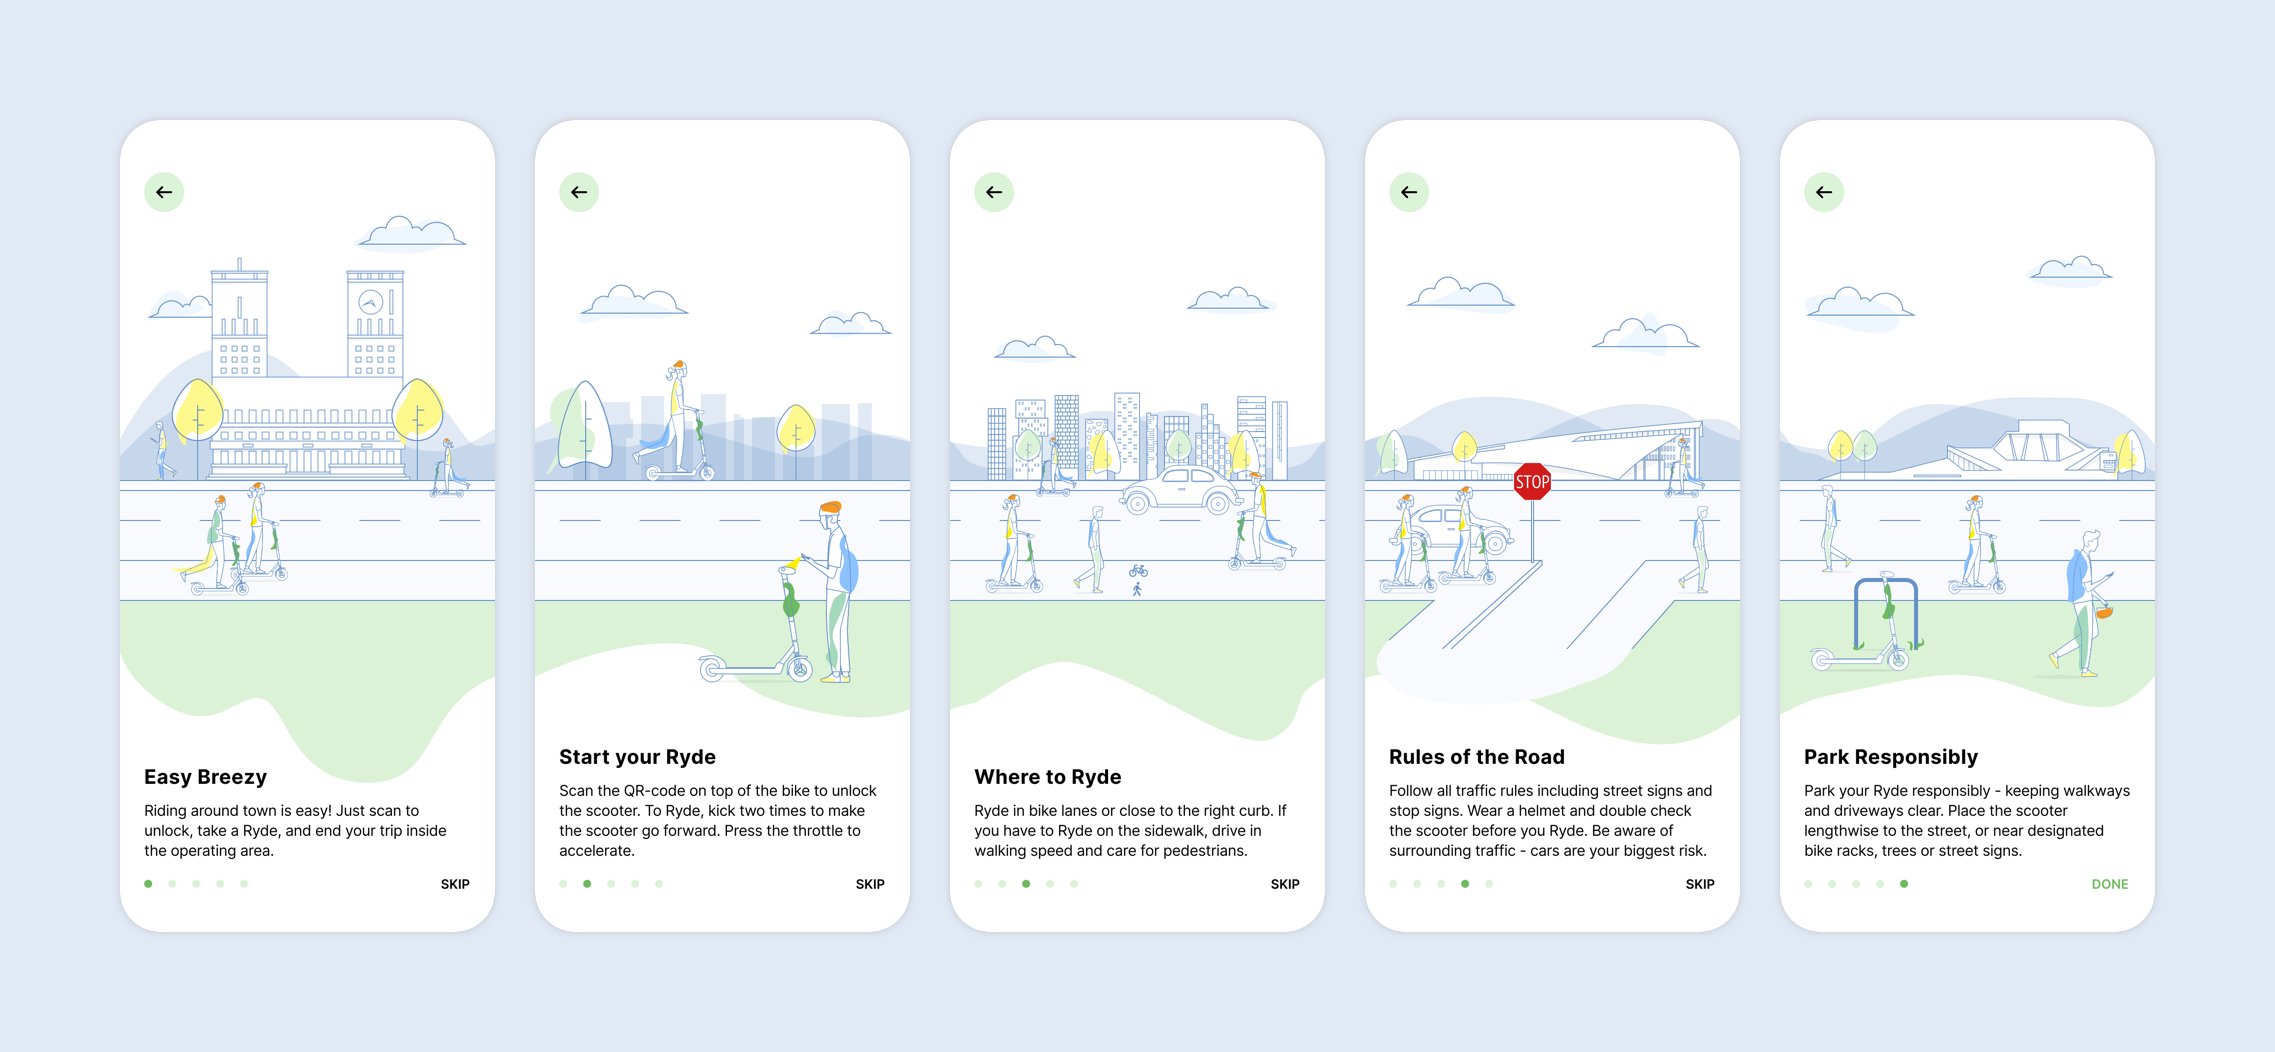 Easy Breezy
Riding around town is easy! Just scan to
unlock, take a Ryde, and end your trip inside
the operating area.
SKIP
Start your Ryde
Scan the QR-code on top of the bike to unlock
the scooter. To Ryde, kick two times to make
the scooter go forward. Press the throttle to
accelerate.
SKIP
Where to Ryde
Ryde in bike lanes or close to the right curb. If
you have to Ryde on the sidewalk, drive in
walking speed and care for pedestrians.
SKIP
STOP
Rules of the Road
Follow all traffic rules including street signs and
stop signs. Wear a helmet and double check
the scooter before you Ryde. Be aware of
surrounding traffic - cars are your biggest risk.
SKIP
Park Responsibly
Park your Ryde responsibly - keeping walkways
and driveways clear. Place the scooter
lengthwise to the street, or near designated
bike racks, trees or street signs.
DONE